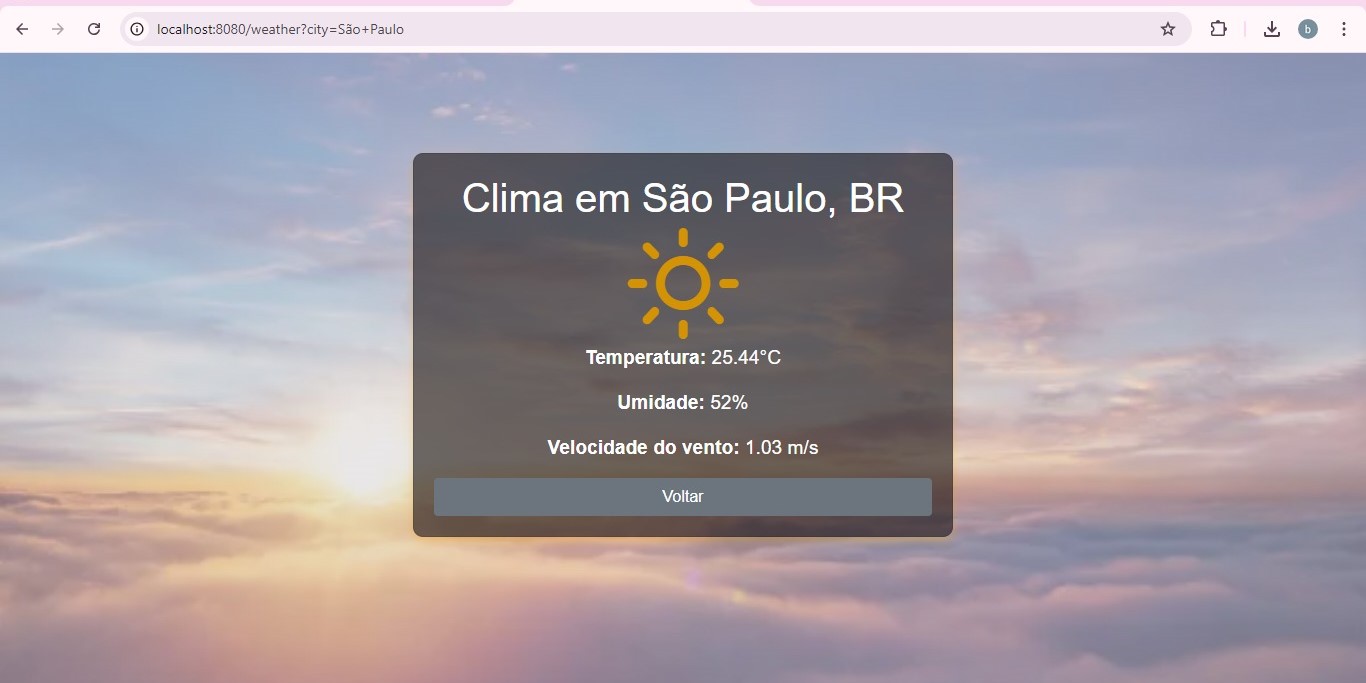 localhost:8080/weather?city=São+Paulo
b
Clima em São Paulo, BR
Temperatura: 25.44°C
Umidade: 52%
Velocidade do vento: 1.03 m/s
Voltar